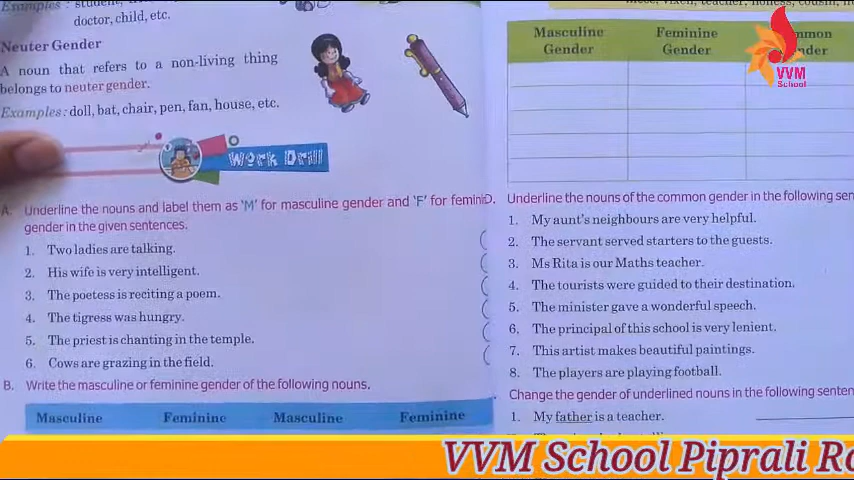 Examples : student,
doctor, child, etc.
Neuter Gender
A noun that refers to a non-living thing
belongs to neuter gender.
Examples : doll, bat, chair, pen, fan, house, etc.
Work Drill
A. Underline the nouns and label them as 'M' for masculine gender and 'F' for femini
gender in the given sentences.
1. Two ladies are talking.
2. His wife is very intelligent.
3. The poetess is reciting a poem.
4. The tigress was hungry.
5. The priest is chanting in the temple.
6. Cows are grazing in the field.
B. Write the masculine or feminine gender of the following nouns.
Masculine Feminine Masculine Feminine
Masculine Gender Feminine Gender
VVM
School
D. Underline the nouns of the common gender in the following sen
1. My aunt's neighbours are very helpful.
2. The servant served starters to the guests.
3. Ms Rita is our Maths teacher.
4. The tourists were guided to their destination.
5. The minister gave a wonderful speech.
6. The principal of this school is very lenient.
7. This artist makes beautiful paintings.
8. The players are playing football.
Change the gender of underlined nouns in the following senten
1. My father is a teacher.
VVM School Piprali Ro